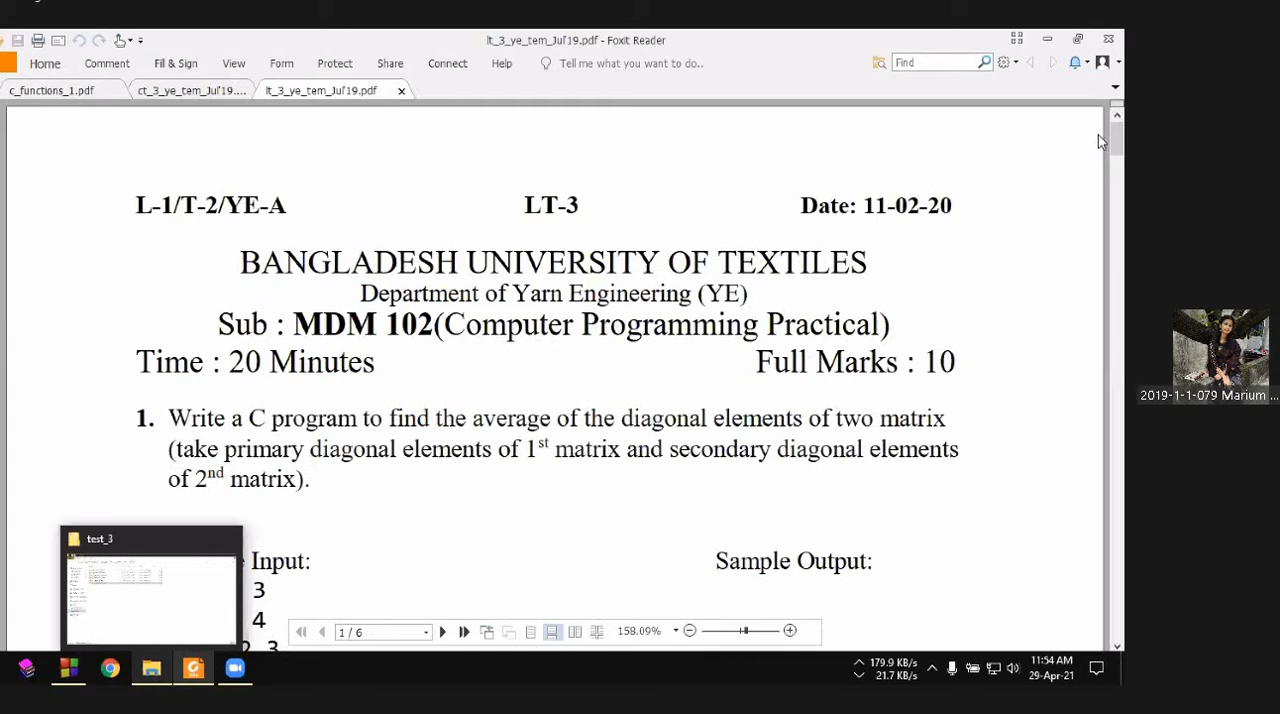 lt_3_ye_tem_Jul'19.pdf - Foxit Reader
Home Comment Fill & Sign View Form Protect Share Connect Help Tell me what you want to do.. Find
c_functions_1.pdf ct_3_ye_tem_Jul'19.... lt_3_ye_tem_Jul'19.pdf
L-1/T-2/YE-A LT-3 Date: 11-02-20
BANGLADESH UNIVERSITY OF TEXTILES
Department of Yarn Engineering (YE)
Sub : MDM 102(Computer Programming Practical)
Time : 20 Minutes Full Marks : 10
1. Write a C program to find the average of the diagonal elements of two matrix
(take primary diagonal elements of 1st matrix and secondary diagonal elements
of 2nd matrix).
2019-1-1-079 Marium ...
test_3
Input: Sample Output:
3
4
2 3
1 / 6 158.09%
179.9 KB/s
21.7 KB/s
11:54 AM
29-Apr-21